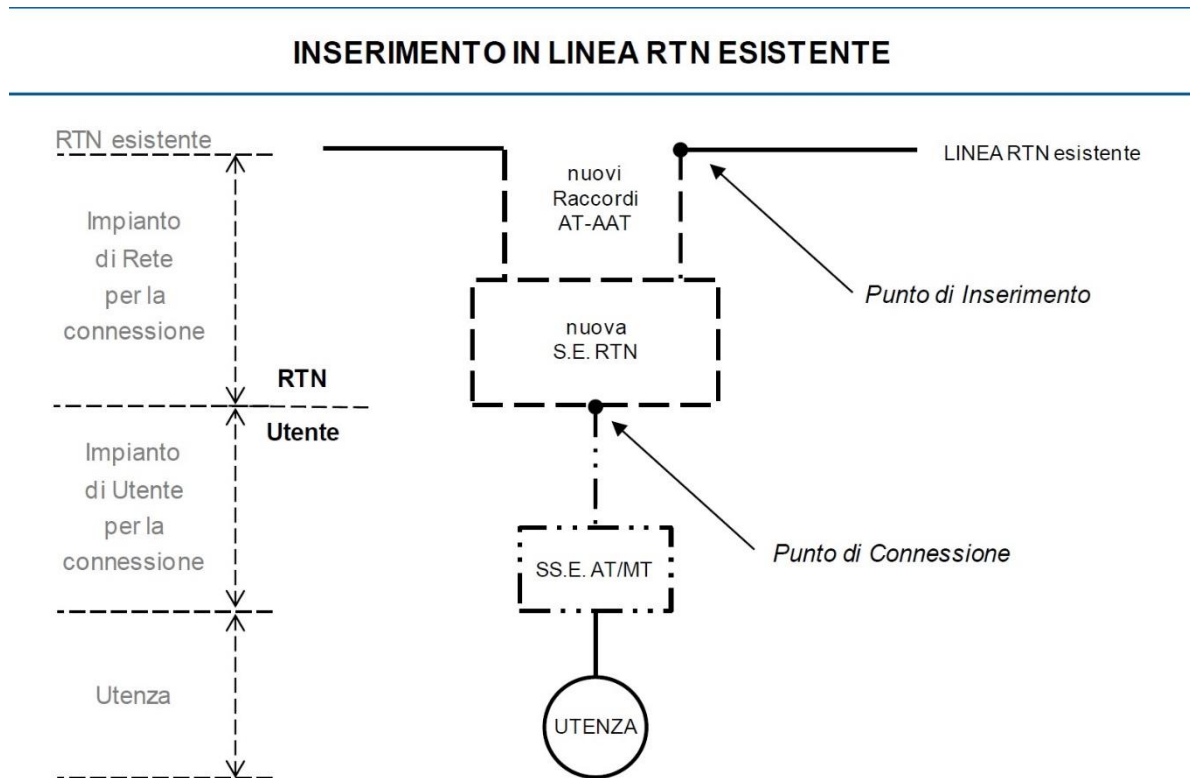 INSERIMENTO IN LINEA RTN ESISTENTE
RTN esistente
LINEA RTN esistente
nuovi
Raccordi
AT-AAT
Impianto
di Rete
per la
connessione
Punto di Inserimento
nuova
S.E. RTN
RTN
Utente
Impianto
di Utente
per la
connessione
Punto di Connessione
SS.E. AT/MT
Utenza
UTENZA